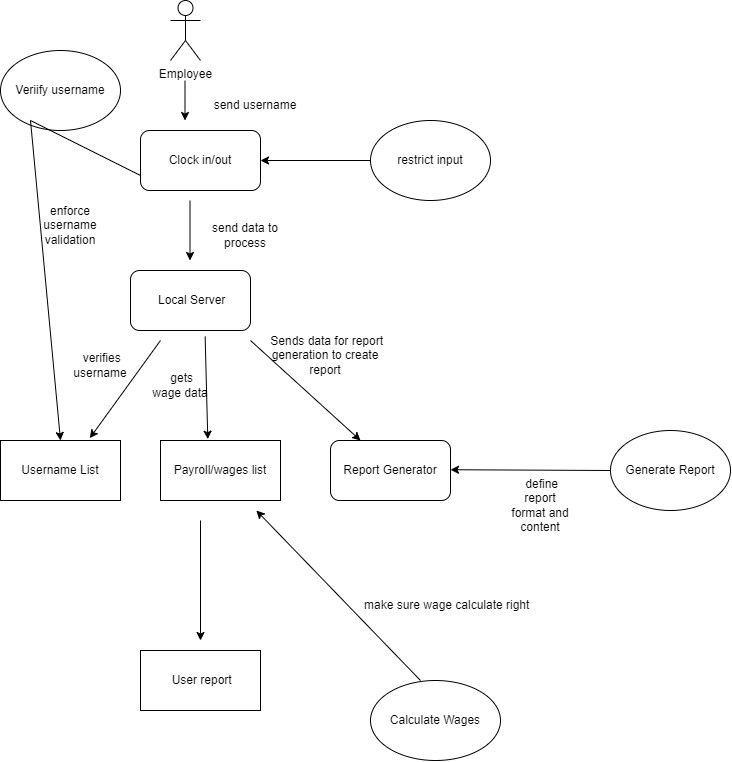 Employee
Veriify username
send username
Clock in/out
restrict input
enforce
username
validation
send data to
process
Local Server
Sends data for report
generation to create
report
verifies
username
gets
wage data
Username List
Payroll/wages list
Report Generator
Generate Report
define
report
format and
content
make sure wage calculate right
User report
Calculate Wages